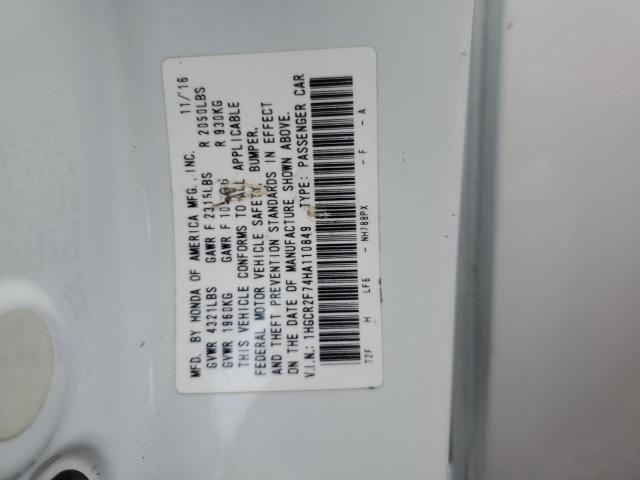 MFD. BY HONDA OF AMERICA MFG., INC. 11/'16
GVWR 4321LBS GAWR F 2315LBS R 2050LBS
GVWR 1960KG GAWR F R 930KG
THIS VEHICLE CONFORMS TO ALL APPLICABLE
FEDERAL MOTOR VEHICLE SAFETY, BUMPER,
AND THEFT PREVENTION STANDARDS IN EFFECT
ON THE DATE OF MANUFACTURE SHOWN ABOVE.
V.I.N.: 1HGCR2F74HA110849 TYPE: PASSENGER CAR
T2F H LF6 - NH788PX - F - A